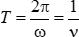 T = 2π/ω = 1/ν